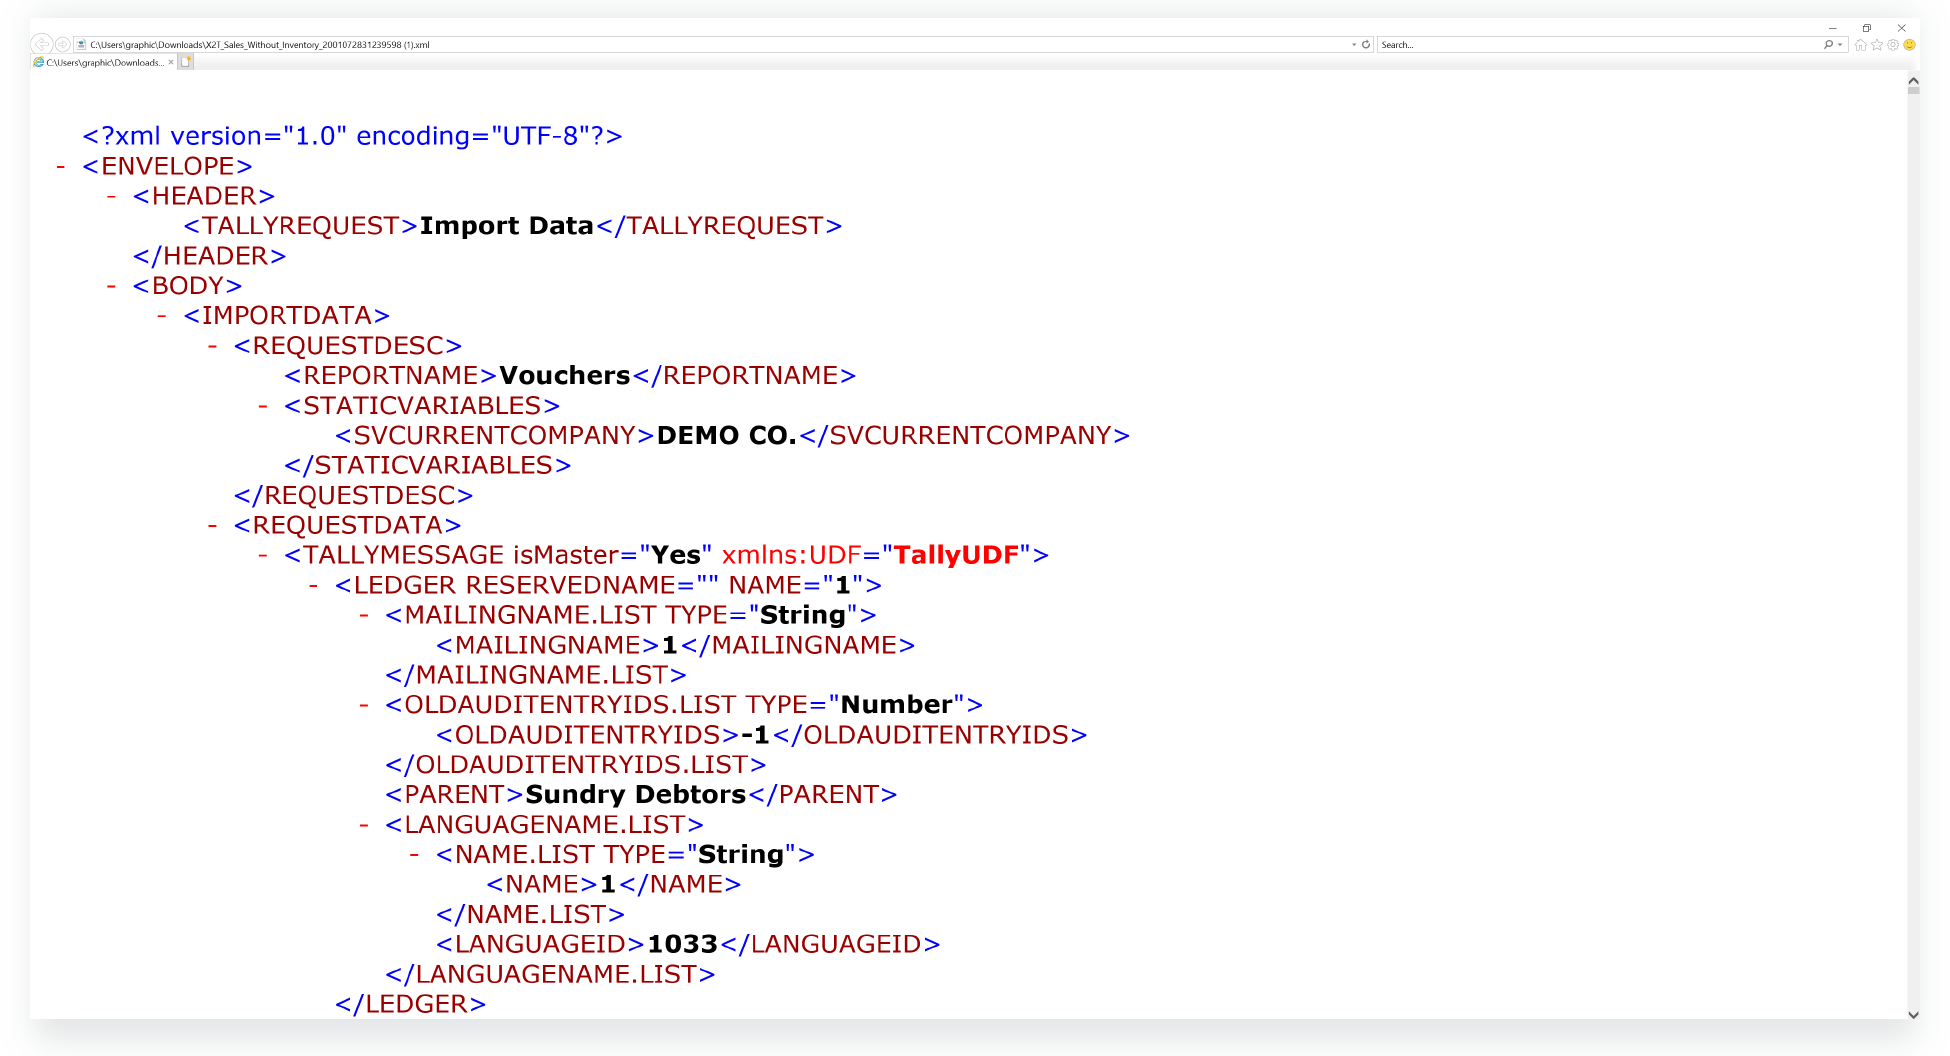 C:\Users\graphic\Downloads\X2T_Sales_Without_Inventory_2001072831239598 (1).xml
Search...
C:\Users\graphic\Downloads...
<?xml version="1.0" encoding="UTF-8"?>
- <ENVELOPE>
- <HEADER>
<TALLYREQUEST>Import Data</TALLYREQUEST>
</HEADER>
- <BODY>
- <IMPORTDATA>
- <REQUESTDESC>
<REPORTNAME>Vouchers</REPORTNAME>
- <STATICVARIABLES>
<SVCURRENTCOMPANY>DEMO CO.</SVCURRENTCOMPANY>
</STATICVARIABLES>
</REQUESTDESC>
- <REQUESTDATA>
- <TALLYMESSAGE isMaster="Yes" xmlns:UDF="TallyUDF">
- <LEDGER RESERVEDNAME="" NAME="1">
- <MAILINGNAME.LIST TYPE="String">
<MAILINGNAME>1</MAILINGNAME>
</MAILINGNAME.LIST>
- <OLDAUDITENTRYIDS.LIST TYPE="Number">
<OLDAUDITENTRYIDS>-1</OLDAUDITENTRYIDS>
</OLDAUDITENTRYIDS.LIST>
<PARENT>Sundry Debtors</PARENT>
- <LANGUAGENAME.LIST>
- <NAME.LIST TYPE="String">
<NAME>1</NAME>
</NAME.LIST>
<LANGUAGEID>1033</LANGUAGEID>
</LANGUAGENAME.LIST>
</LEDGER>